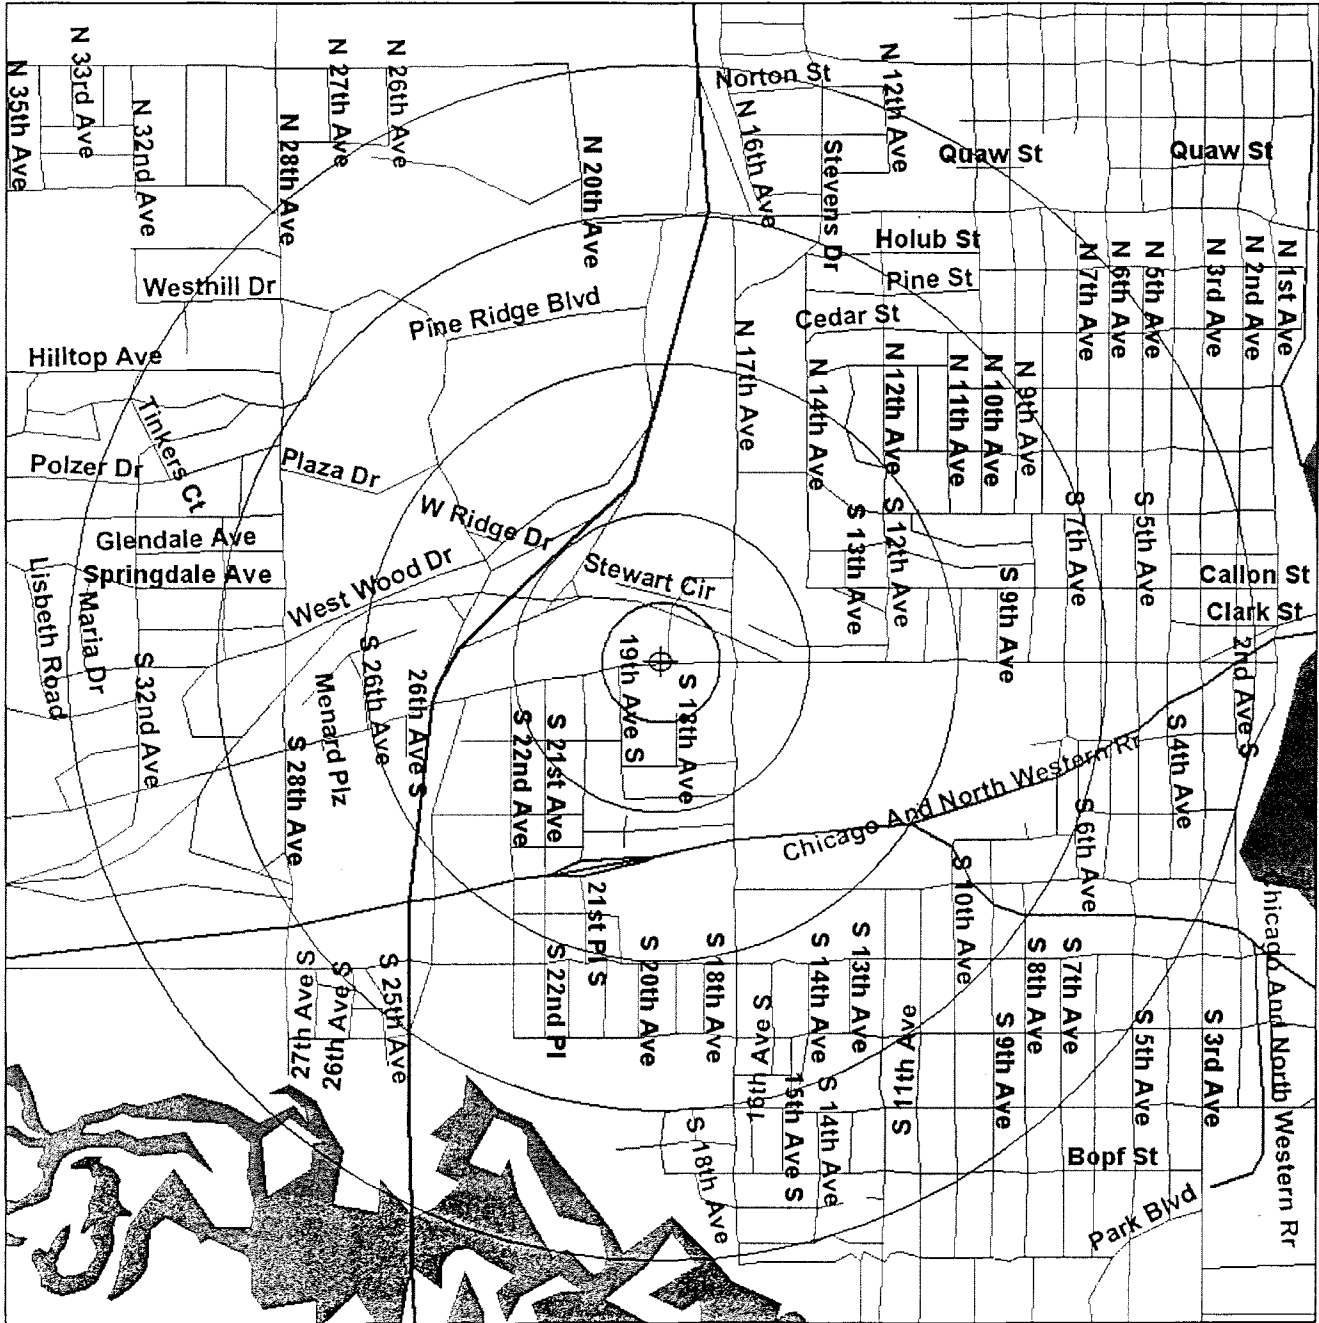 N 35th Ave
N 33rd Ave
N 32nd Ave
N 28th Ave
N 27th Ave
N 26th Ave
N 20th Ave
Norton St
N 16th Ave
Stevens Dr
N 12th Ave
Quaw St
Quaw St
Holub St
Pine St
Cedar St
N 7th Ave
N 6th Ave
N 5th Ave
N 3rd Ave
N 2nd Ave
N 1st Ave
Westhill Dr
Pine Ridge Blvd
Hilltop Ave
N 17th Ave
N 14th Ave
N 12th Ave
N 11th Ave
N 10th Ave
N 9th Ave
Tinkers Ct
Polzer Dr
Plaza Dr
W Ridge Dr
S 13th Ave
S 12th Ave
S 7th Ave
S 5th Ave
Glendale Ave
Springdale Ave
West Wood Dr
Stewart Cir
S 9th Ave
Callon St
Clark St
Lisbeth Road
Maria Dr
S 32nd Ave
S 28th Ave
Menard Plz
S 26th Ave
26th Ave S
S 22nd Ave
S 21st Ave
19th Ave S
S 18th Ave
2nd Ave S
S 4th Ave
Chicago And North Western Rr
S 6th Ave
S 10th Ave
21st Pl S
S 22nd Pl
S 20th Ave
S 18th Ave
27th Ave S
26th Ave S
S 25th Ave
16th Ave S
S 14th Ave
S 13th Ave
S 11th Ave
S 9th Ave
S 8th Ave
S 7th Ave
S 5th Ave
S 3rd Ave
Chicago And North Western Rr
15th Ave S
S 14th Ave
S 18th Ave
Bopf St
Park Blvd